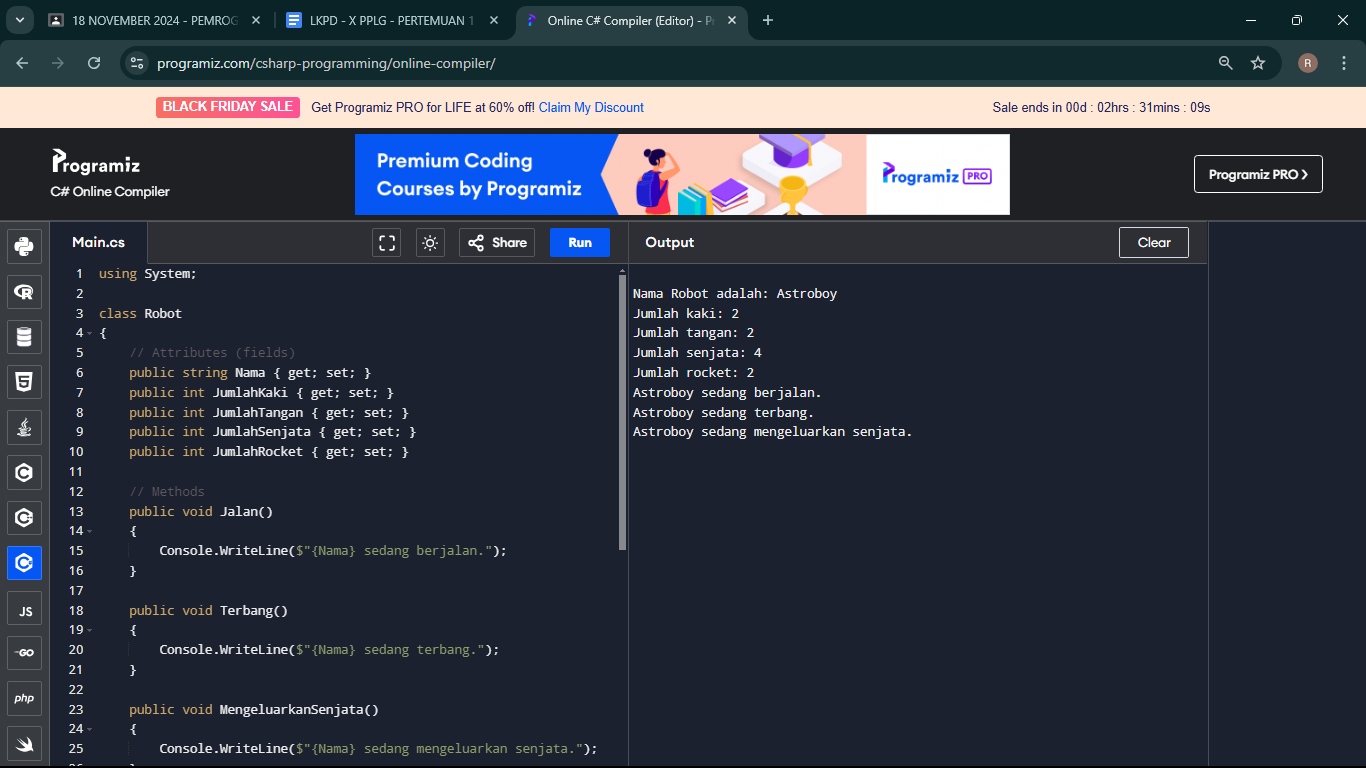 18 NOVEMBER 2024 - PEMROG
LKPD - X PPLG - PERTEMUAN 1
Online C# Compiler (Editor) - P
programiz.com/csharp-programming/online-compiler/
R
BLACK FRIDAY SALE Get Programiz PRO for LIFE at 60% off! Claim My Discount
Sale ends in 00d : 02hrs : 31mins : 09s
Programiz
C# Online Compiler
Premium Coding
Courses by Programiz
Programiz PRO
Programiz PRO >
Main.cs
Share
Run
Output
Clear
1 using System;
2
3 class Robot
4 {
5 // Attributes (fields)
6 public string Nama { get; set; }
7 public int JumlahKaki { get; set; }
8 public int JumlahTangan { get; set; }
9 public int JumlahSenjata { get; set; }
10 public int JumlahRocket { get; set; }
11
12 // Methods
13 public void Jalan()
14 {
15 Console.WriteLine($"{Nama} sedang berjalan.");
16 }
17
18 public void Terbang()
19 {
20 Console.WriteLine($"{Nama} sedang terbang.");
21 }
22
23 public void MengeluarkanSenjata()
24 {
25 Console.WriteLine($"{Nama} sedang mengeluarkan senjata.");
Nama Robot adalah: Astroboy
Jumlah kaki: 2
Jumlah tangan: 2
Jumlah senjata: 4
Jumlah rocket: 2
Astroboy sedang berjalan.
Astroboy sedang terbang.
Astroboy sedang mengeluarkan senjata.
R
5
C
C
C
JS
GO
php